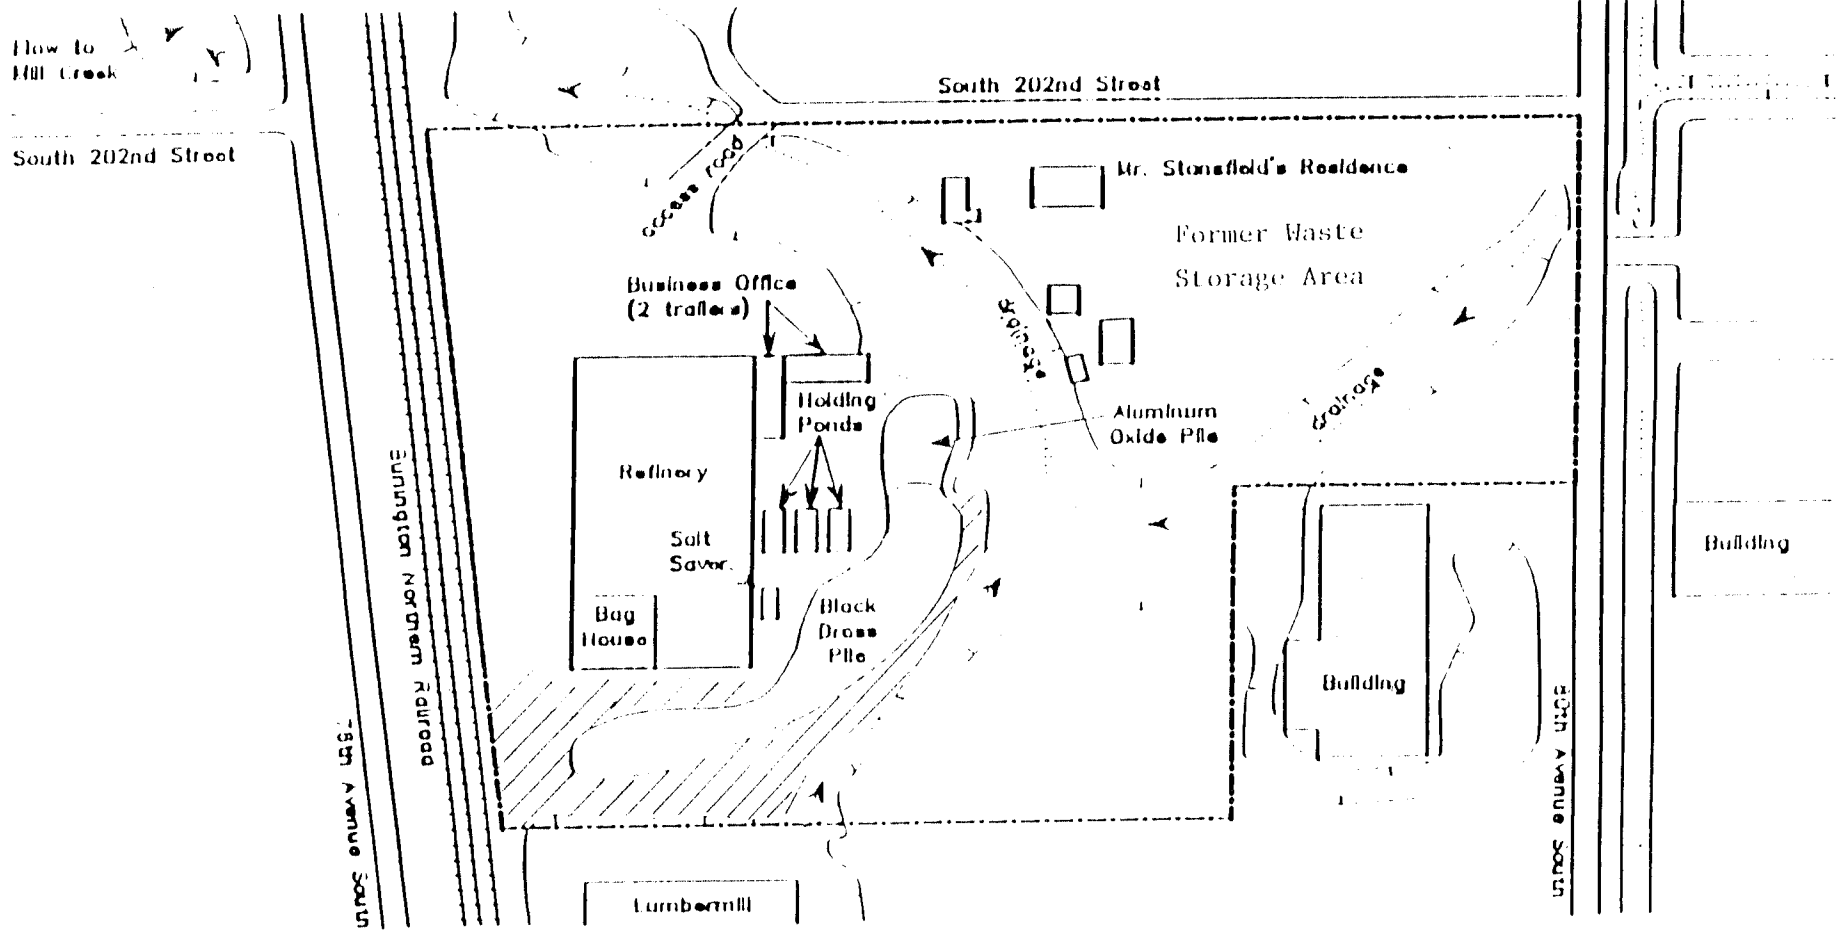 Flow to
Mill Creek
South 202nd Street
South 202nd Street
access road
Mr. Stansfield's Residence
Former Waste
Storage Area
Business Office
(2 trailers)
drainage
drainage
Holding
Ponds
Aluminum
Oxide Pile
Refinery
Salt
Saver
Bag
House
Black
Dross
Pile
Building
Building
Burlington Northern Railroad
78th Avenue South
80th Avenue South
Lumbermill